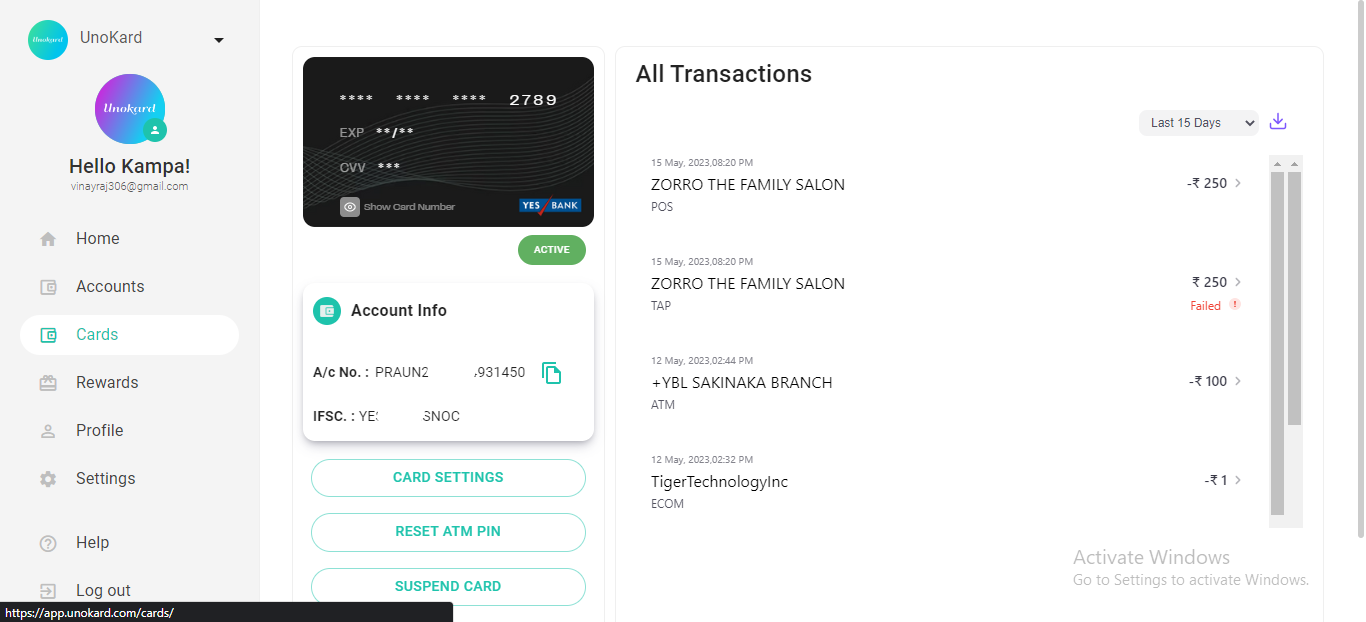 Unokard
UnoKard
Unokard
Hello Kampa!
vinayraj306@gmail.com
Home
Accounts
Cards
Rewards
Profile
Settings
Help
Log out
https://app.unokard.com/cards/
**** **** **** 2789
EXP **/**
CVV ***
Show Card Number
YES BANK
ACTIVE
Account Info
A/c No. : PRAUN2 931450
IFSC. : YES SNOC
CARD SETTINGS
RESET ATM PIN
SUSPEND CARD
All Transactions
Last 15 Days
15 May, 2023,08:20 PM
ZORRO THE FAMILY SALON
-₹ 250
POS
15 May, 2023,08:20 PM
ZORRO THE FAMILY SALON
₹ 250
TAP
Failed !
12 May, 2023,02:44 PM
+YBL SAKINAKA BRANCH
-₹ 100
ATM
12 May, 2023,02:32 PM
TigerTechnologyInc
-₹ 1
ECOM
Activate Windows
Go to Settings to activate Windows.